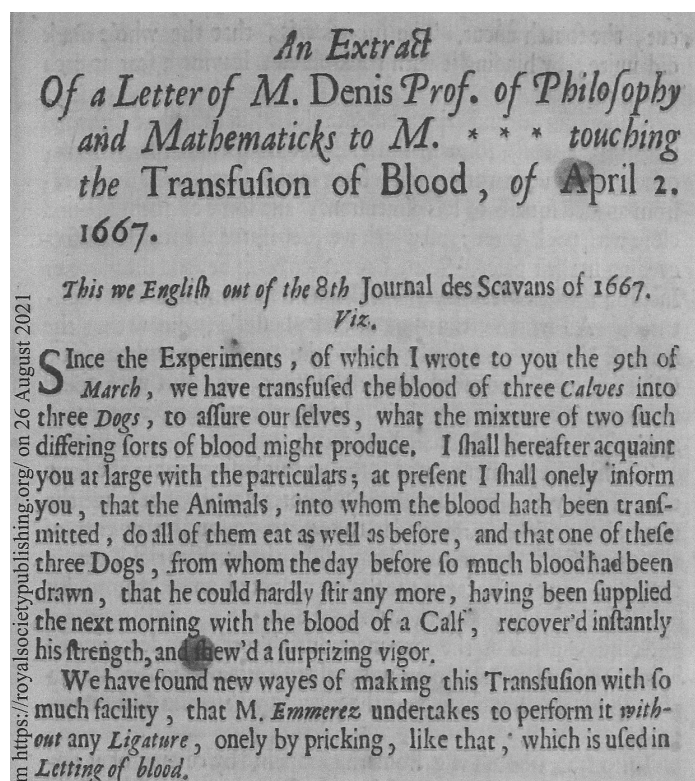 An Extract
Of a Letter of M. Denis Prof. of Philoſophy
and Mathematicks to M. * * * touching
the Transfuſion of Blood, of April 2.
1667.
This we Engliſh out of the 8th Journal des Scavans of 1667.
Viz.
SInce the Experiments, of which I wrote to you the 9th of
March, we have transfuſed the blood of three Calves into
three Dogs, to aſſure our ſelves, what the mixture of two ſuch
differing ſorts of blood might produce. I ſhall hereafter acquaint
you at large with the particulars; at preſent I ſhall onely inform
you, that the Animals, into whom the blood hath been tranſ-
mitted, do all of them eat as well as before, and that one of theſe
three Dogs, from whom the day before ſo much blood had been
drawn, that he could hardly ſtir any more, having been ſupplied
the next morning with the blood of a Calf, recover'd inſtantly
his ſtrength, and ſhew'd a ſurprizing vigor.
We have found new wayes of making this Transfuſion with ſo
much facility, that M. Emmerez undertakes to perform it with-
out any Ligature, onely by pricking, like that, which is uſed in
Letting of blood.
m https://royalsocietypublishing.org/ on 26 August 2021